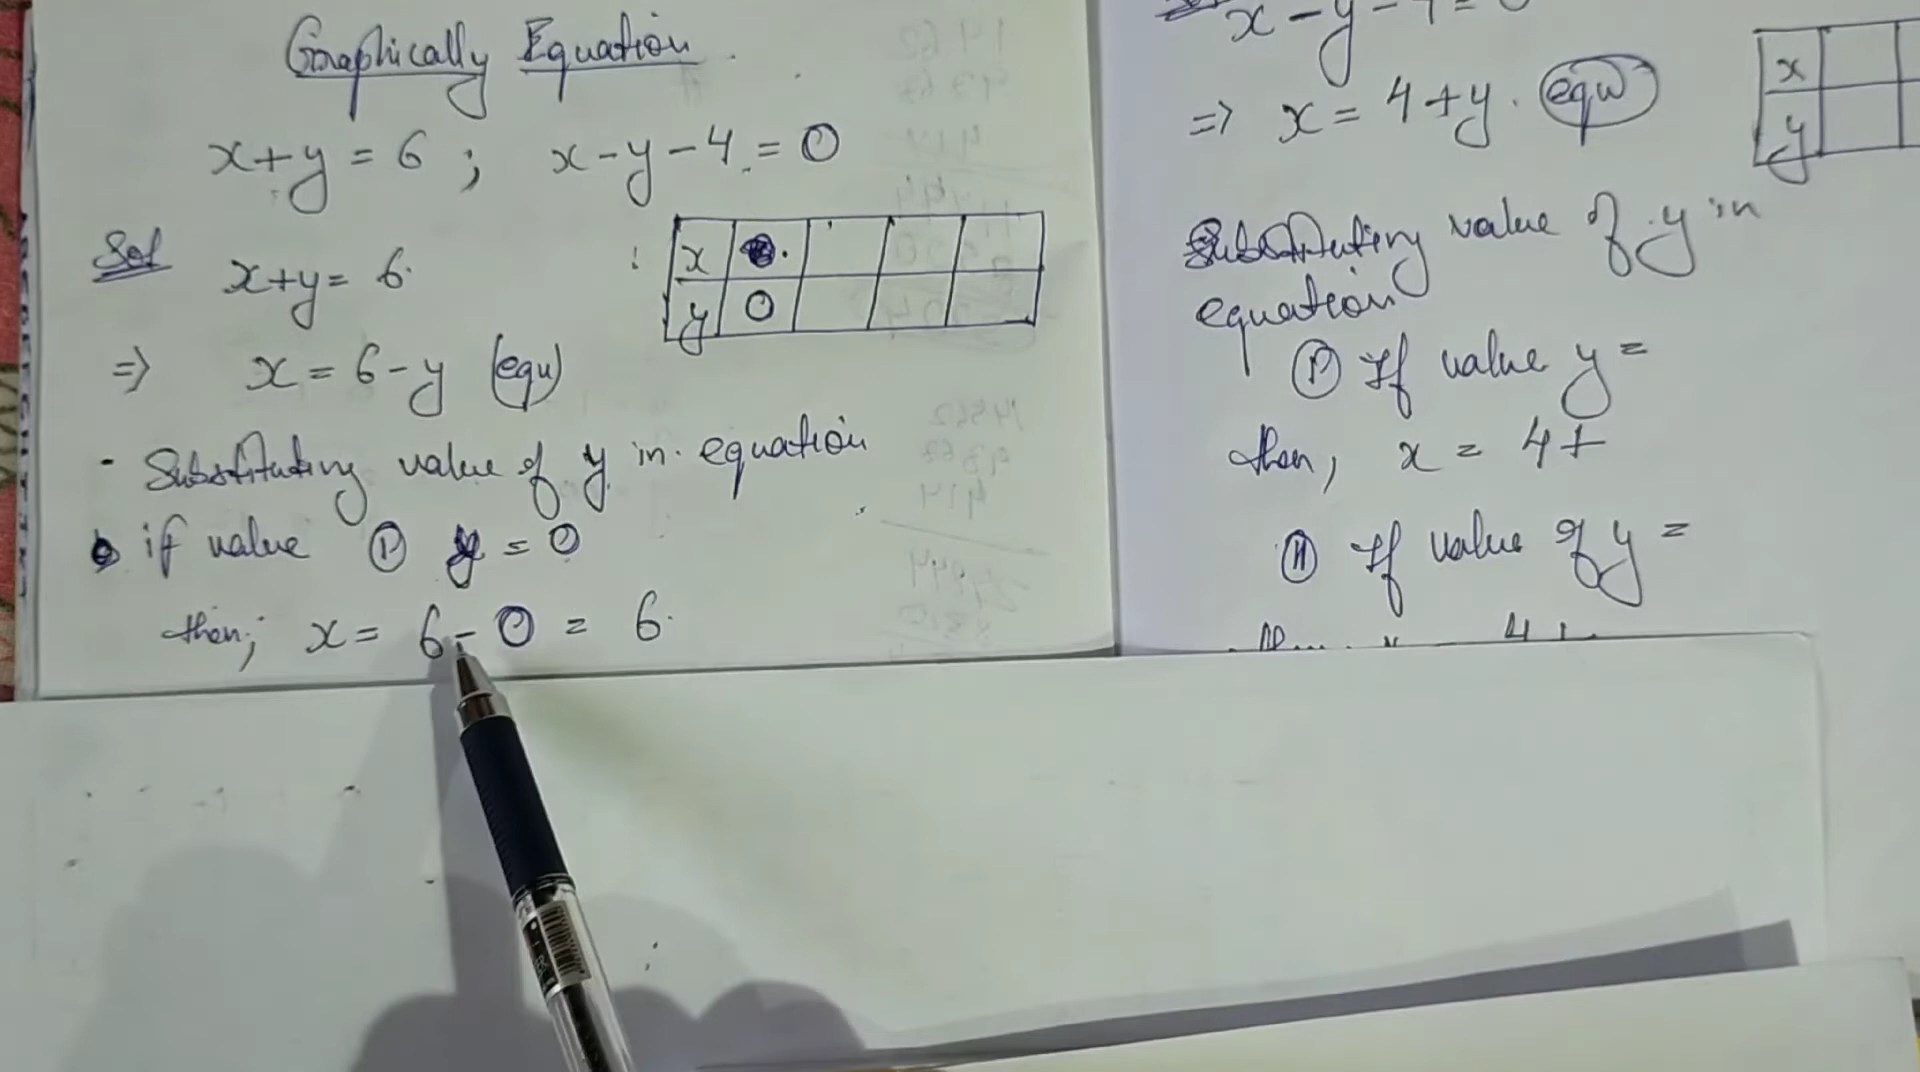 Graphically Equation
x+y = 6 ; x-y-4 = 0
Sol x+y= 6
x
y 0
=> x = 6-y (equ)
- Substituting value of y in equation
if value (i) y = 0
then; x = 6-0 = 6
=> x = 4+y. equ
x
y
Substituting value of y in
equation
(i) If value y =
then, x = 4+
(ii) If value of y =